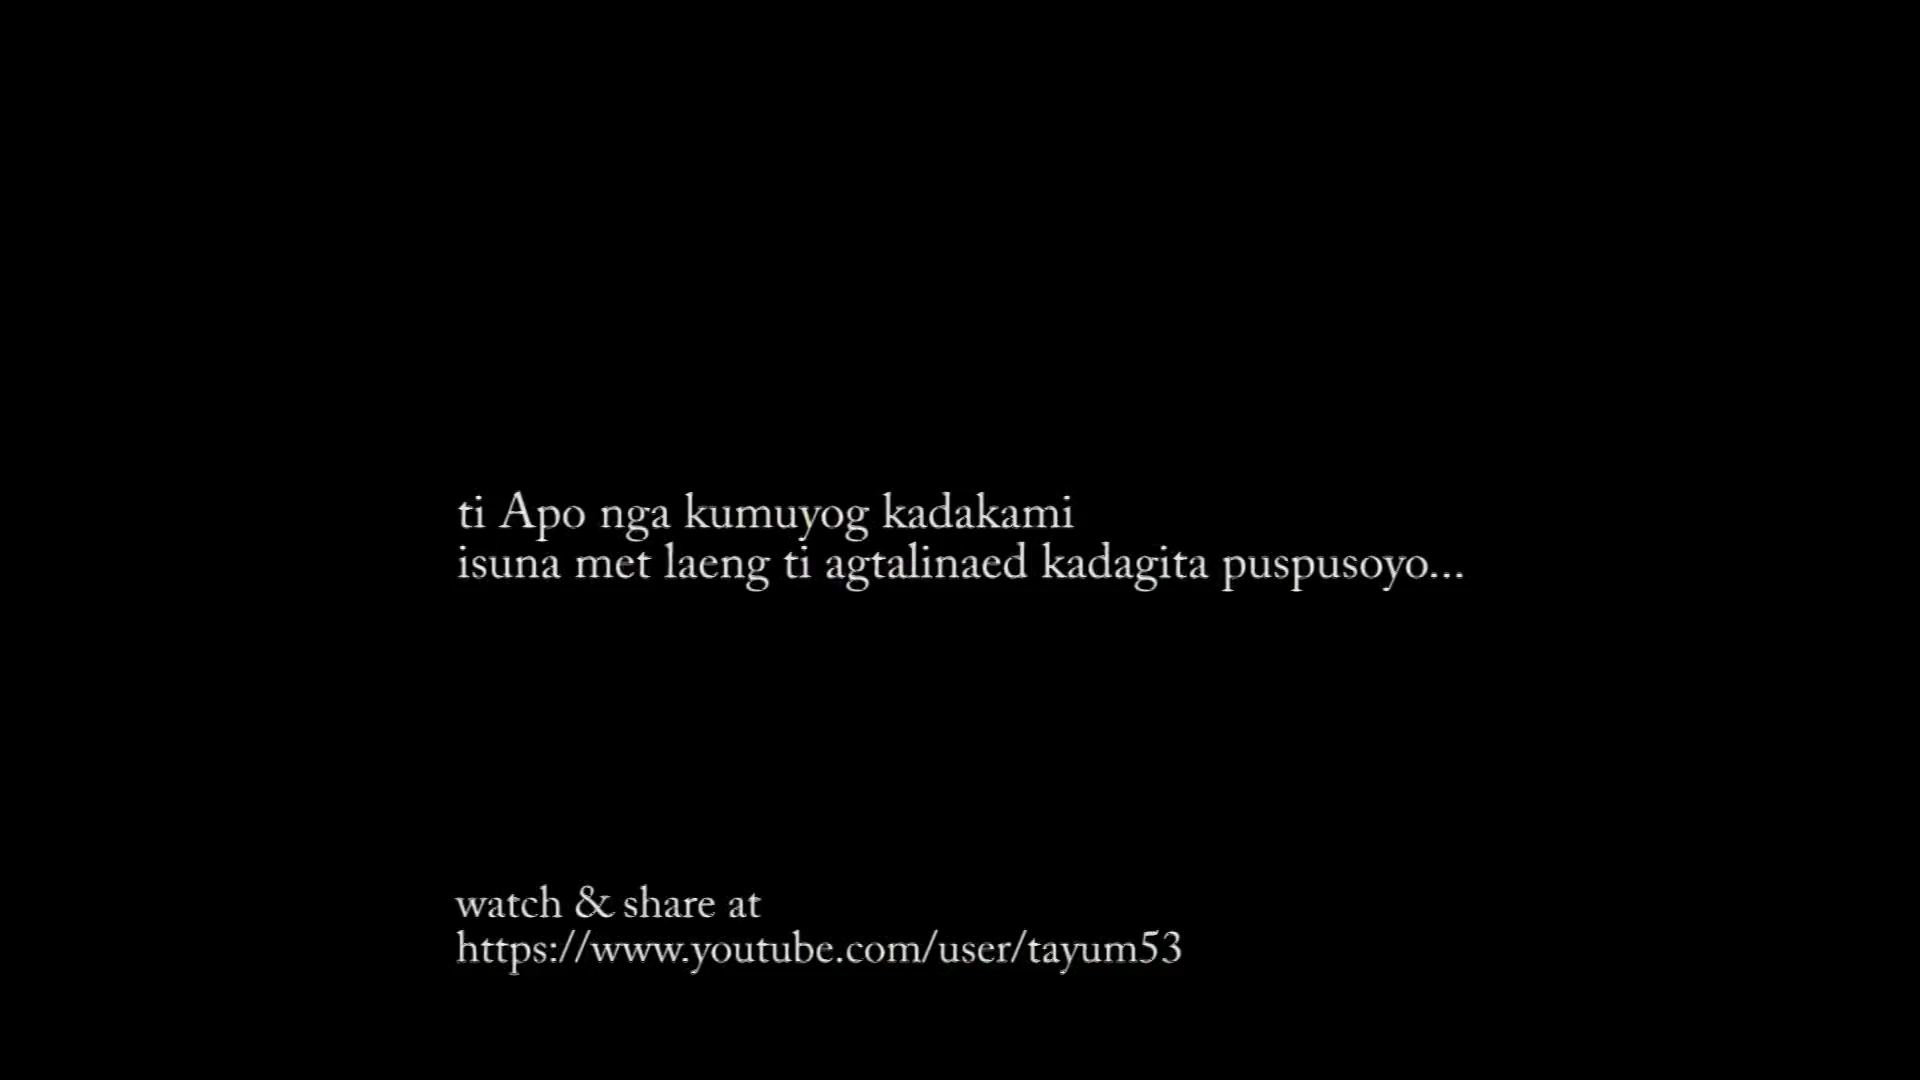 ti Apo nga kumuyog kadakami
isuna met laeng ti agtalinaed kadagita puspusoyo...
watch & share at
https://www.youtube.com/user/tayum53